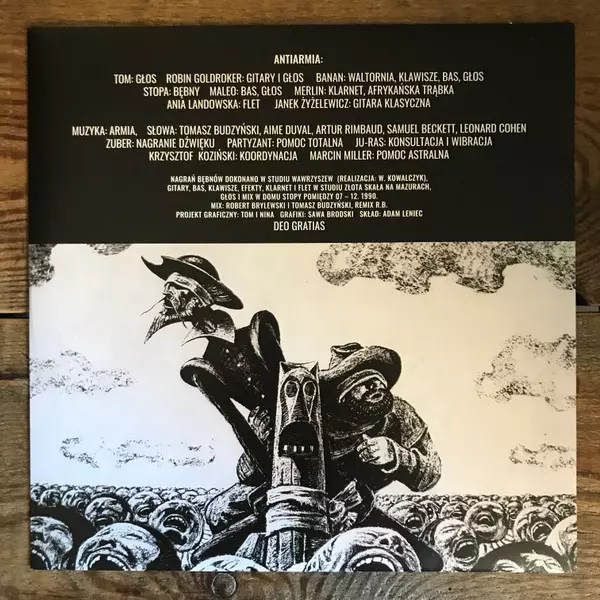 ANTIARMIA:
TOM: GŁOS ROBIN GOLDROKER: GITARY I GŁOS BANAN: WALTORNIA, KLAWISZE, BAS, GŁOS
STOPA: BĘBNY MALEO: BAS, GŁOS MERLIN: KLARNET, AFRYKAŃSKA TRĄBKA
ANIA LANDOWSKA: FLET JANEK ŻYŻELEWICZ: GITARA KLASYCZNA
MUZYKA: ARMIA, SŁOWA: TOMASZ BUDZYŃSKI, AIME DUVAL, ARTUR RIMBAUD, SAMUEL BECKETT, LEONARD COHEN
ZUBER: NAGRANIE DŹWIĘKU PARTYZANT: POMOC TOTALNA JU-RAS: KONSULTACJA I WIBRACJA
KRZYSZTOF KOZIŃSKI: KOORDYNACJA MARCIN MILLER: POMOC ASTRALNA
NAGRAŃ BĘBNÓW DOKONANO W STUDIU WAWRZYSZEW (REALIZACJA: W. KOWALCZYK),
GITARY, BAS, KLAWISZE, EFEKTY, KLARNET I FLET W STUDIU ZŁOTA SKAŁA NA MAZURACH,
GŁOS I MIX W DOMU STOPY POMIĘDZY 07 – 12. 1990.
MIX: ROBERT BRYLEWSKI I TOMASZ BUDZYŃSKI, REMIX R.B.
PROJEKT GRAFICZNY: TOM I NINA GRAFIKI: SAWA BRODSKI SKŁAD: ADAM LENIEC
DEO GRATIAS